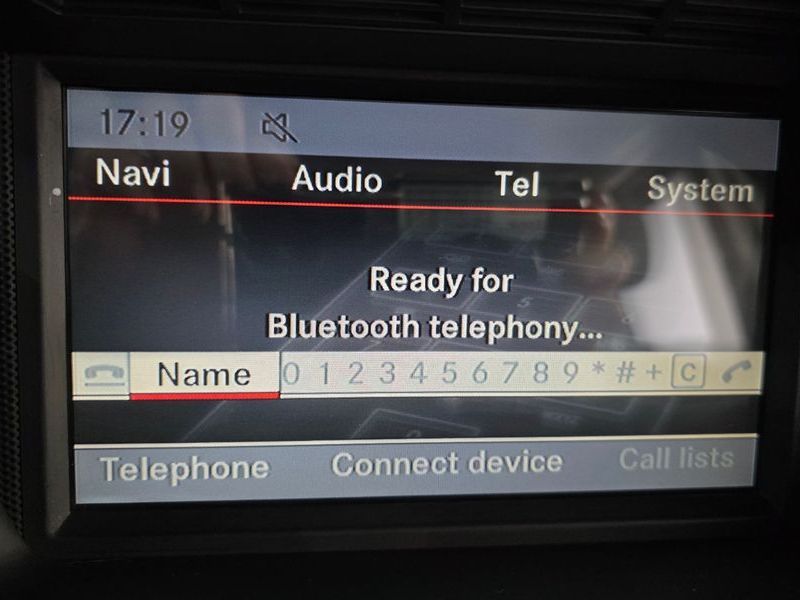 17:19
Navi Audio Tel System
Ready for
Bluetooth telephony...
Name 0 1 2 3 4 5 6 7 8 9 * # + C
Telephone Connect device Call lists